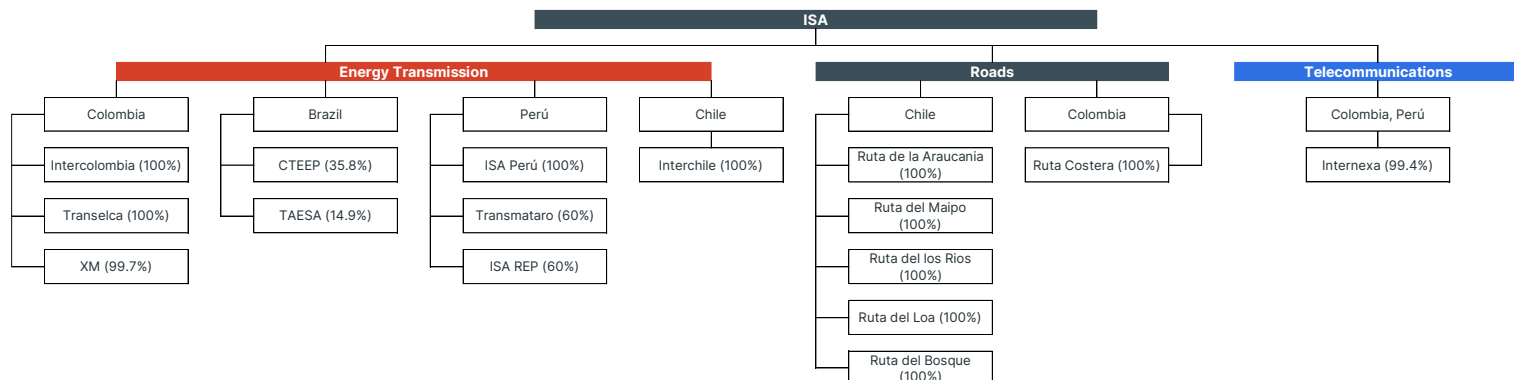 ISA
Energy Transmission
Roads
Telecommunications
Colombia
Brazil
Perú
Chile
Chile
Colombia
Colombia, Perú
Intercolombia (100%)
CTEEP (35.8%)
ISA Perú (100%)
Interchile (100%)
Ruta de la Araucania
(100%)
Ruta Costera (100%)
Internexa (99.4%)
Transelca (100%)
TAESA (14.9%)
Transmataro (60%)
Ruta del Maipo
(100%)
XM (99.7%)
ISA REP (60%)
Ruta del los Rios
(100%)
Ruta del Loa (100%)
Ruta del Bosque
(100%)